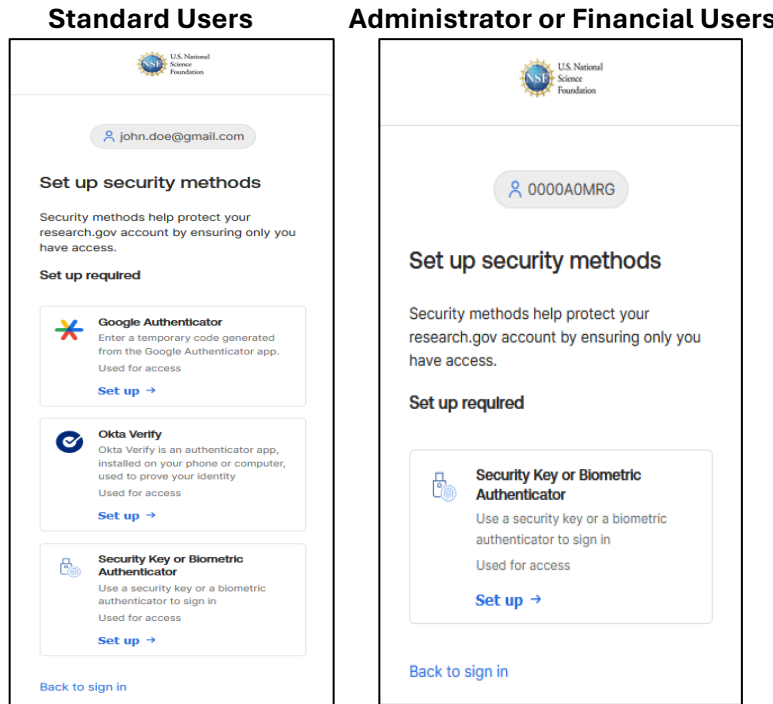 Standard Users
U.S. National
Science
Foundation
NSF
john.doe@gmail.com
Set up security methods
Security methods help protect your
research.gov account by ensuring only you
have access.
Set up required
Google Authenticator
Enter a temporary code generated
from the Google Authenticator app.
Used for access
Set up →
Okta Verify
Okta Verify is an authenticator app,
installed on your phone or computer,
used to prove your identity
Used for access
Set up →
Security Key or Biometric
Authenticator
Use a security key or a biometric
authenticator to sign in
Used for access
Set up →
Back to sign in
Administrator or Financial Users
NSF
U.S. National
Science
Foundation
0000A0MRG
Set up security methods
Security methods help protect your
research.gov account by ensuring only you
have access.
Set up required
Security Key or Biometric
Authenticator
Use a security key or a biometric
authenticator to sign in
Used for access
Set up →
Back to sign in